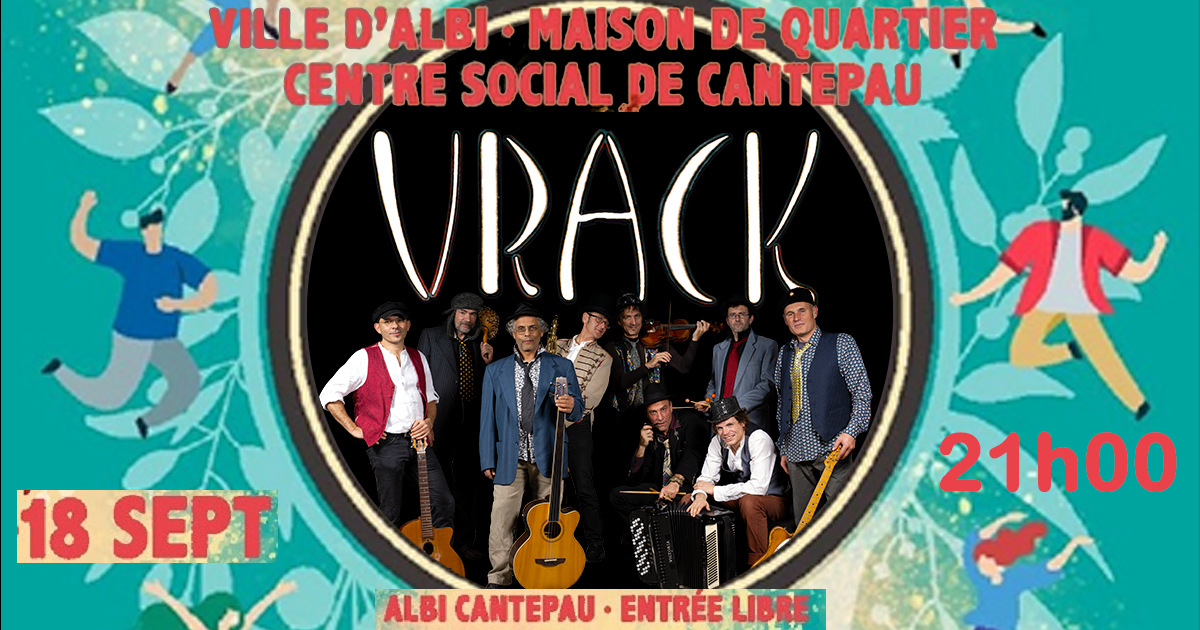 VILLE D'ALBI · MAISON DE QUARTIER
CENTRE SOCIAL DE CANTEPAU
VRACK
21h00
18 SEPT
ALBI CANTEPAU · ENTRÉE LIBRE